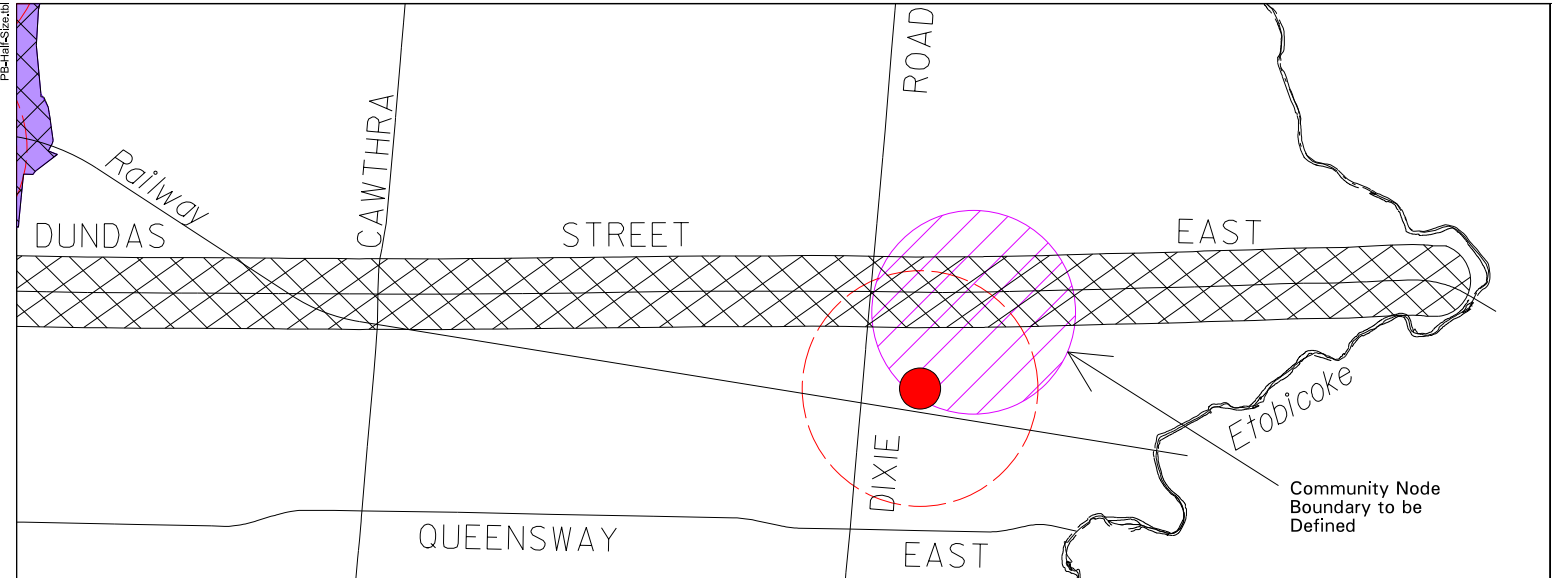 PB-Half-Size.tbl
ROAD
CAWTHRA
Railway
DUNDAS STREET EAST
Etobicoke
DIXIE
Community Node
Boundary to be
Defined
QUEENSWAY EAST